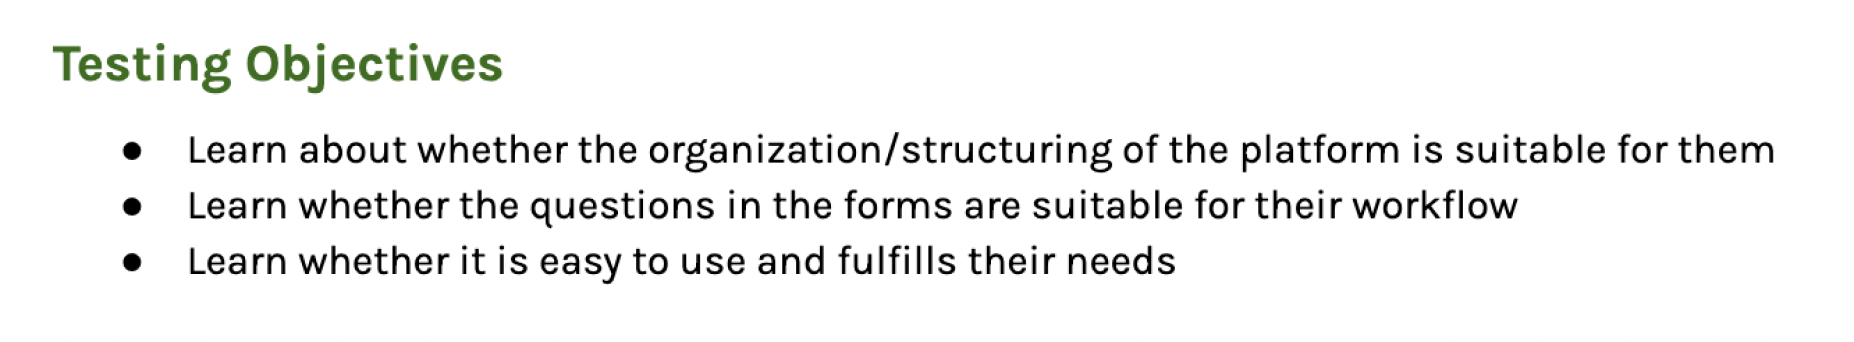 Testing Objectives
● Learn about whether the organization/structuring of the platform is suitable for them
● Learn whether the questions in the forms are suitable for their workflow
● Learn whether it is easy to use and fulfills their needs